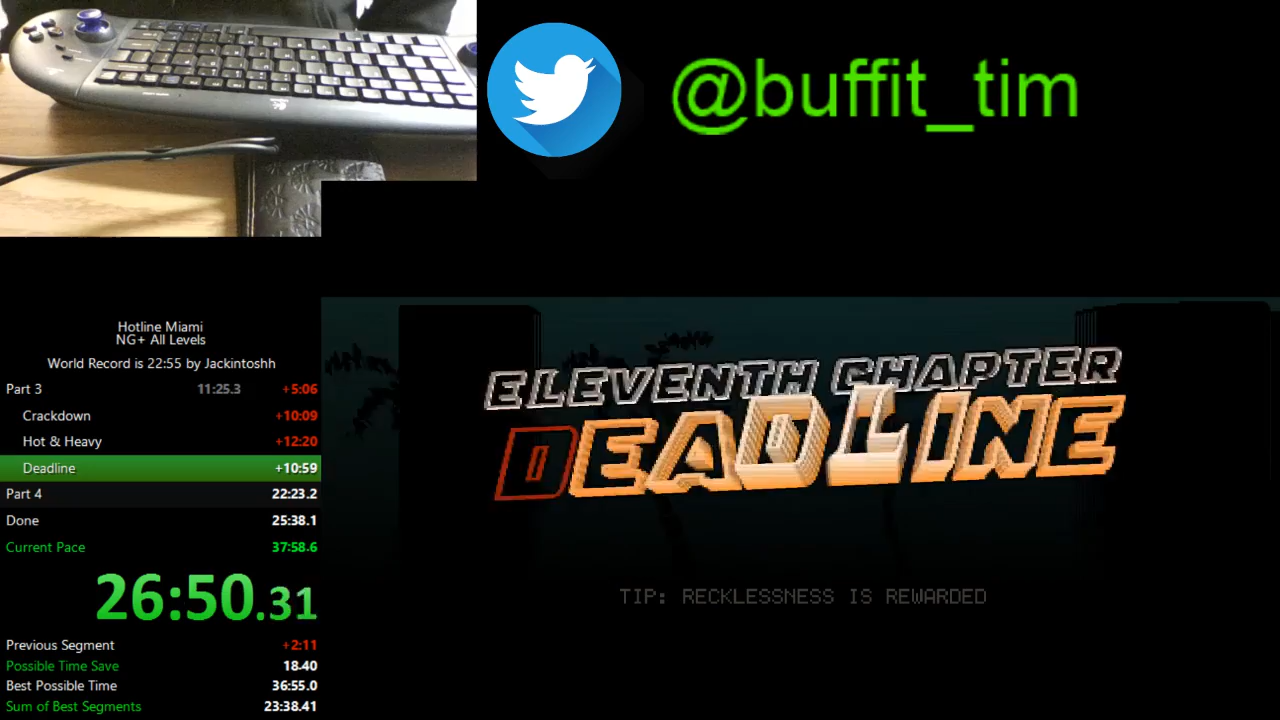 @buffit_tim
Hotline Miami
NG+ All Levels
World Record is 22:55 by Jackintoshh
Part 3 11:25.3 +5:06
Crackdown +10:09
Hot & Heavy +12:20
Deadline +10:59
Part 4 22:23.2
Done 25:38.1
Current Pace 37:58.6
26:50.31
Previous Segment +2:11
Possible Time Save 18.40
Best Possible Time 36:55.0
Sum of Best Segments 23:38.41
ELEVENTH CHAPTER
DEADLINE
TIP: RECKLESSNESS IS REWARDED